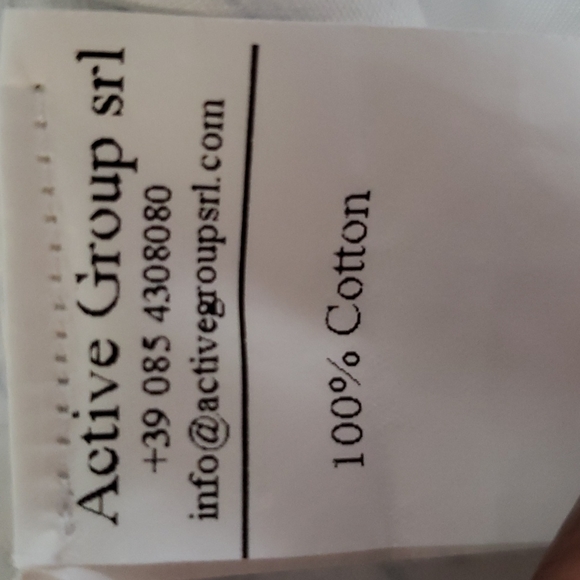 Active Group srl
+39 085 4308080
info@activegroupsrl.com
100% Cotton